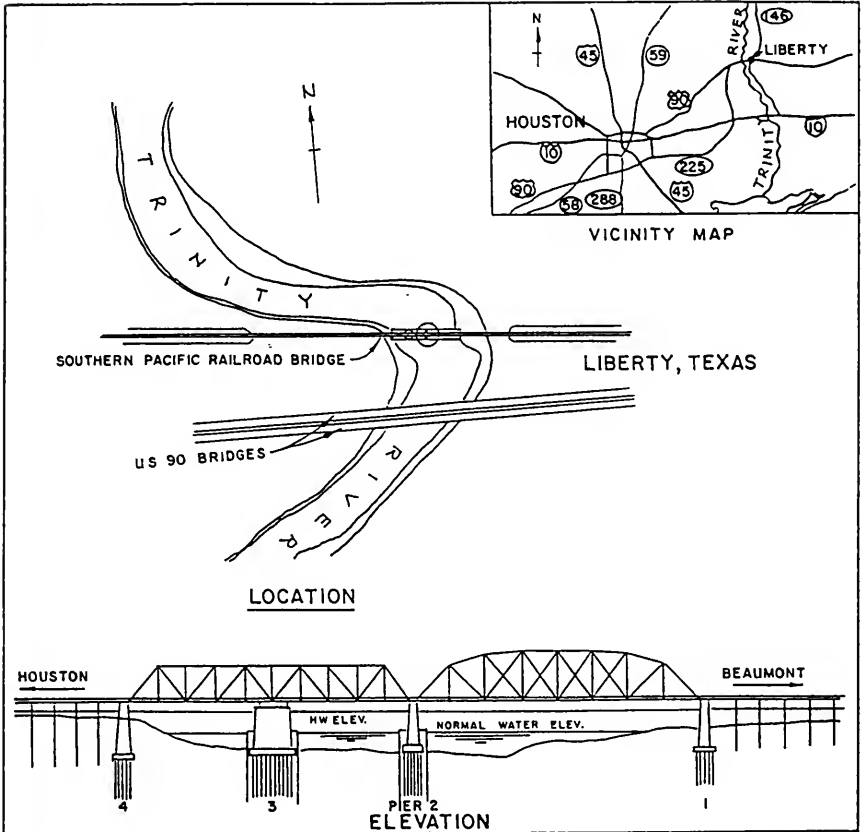 N
146
RIVER
LIBERTY
45
59
90
HOUSTON
10
10
TRINITY
225
90
58
288
45
VICINITY MAP
N
TRINITY
SOUTHERN PACIFIC RAILROAD BRIDGE
LIBERTY, TEXAS
US 90 BRIDGES
RIVER
LOCATION
HOUSTON
BEAUMONT
HW ELEV.
NORMAL WATER ELEV.
4
3
PIER 2
1
ELEVATION